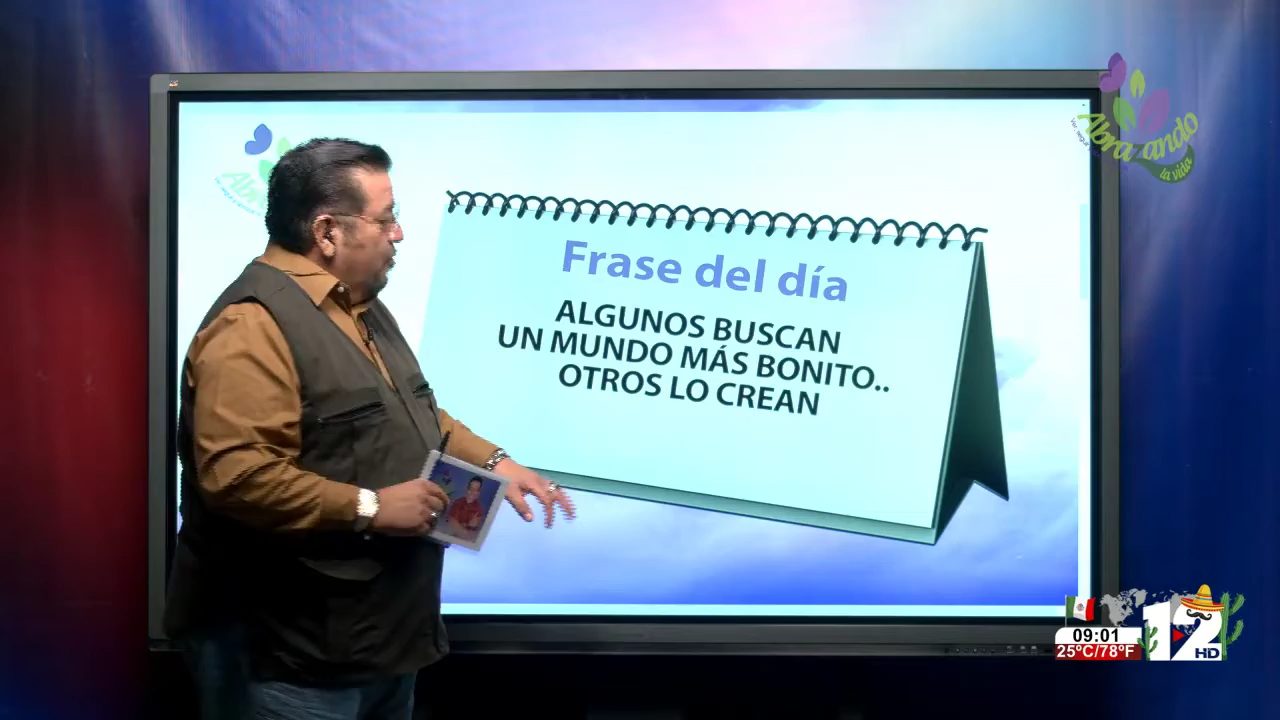 Abrazando
la vida
Frase del día
ALGUNOS BUSCAN
UN MUNDO MÁS BONITO..
OTROS LO CREAN
09:01
25°C/78°F
12
HD